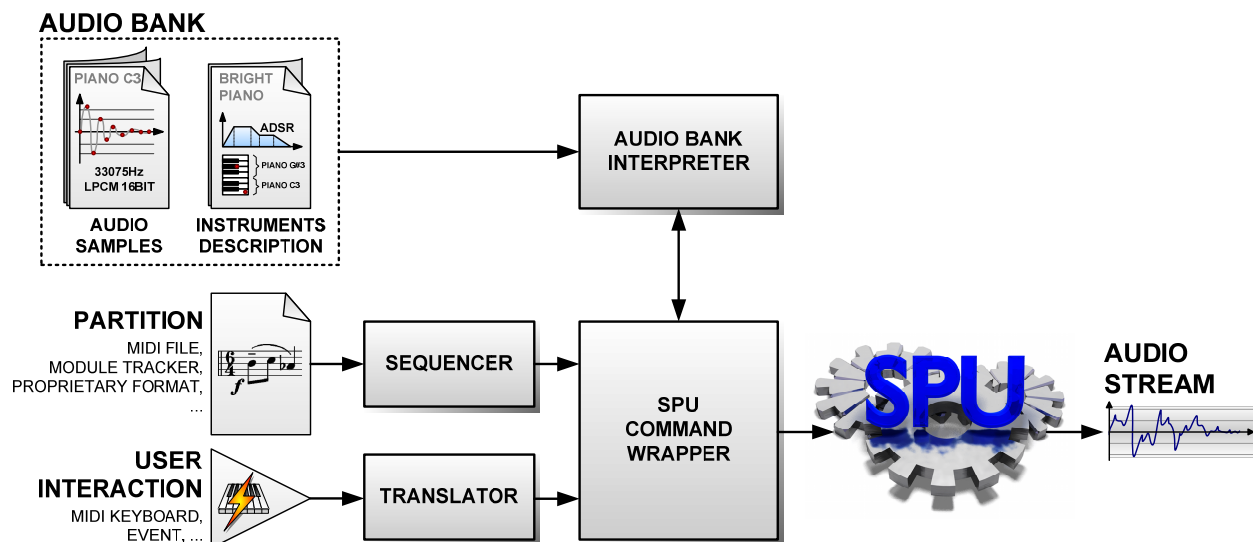 AUDIO BANK
PIANO C3
33075Hz
LPCM 16BIT
AUDIO
SAMPLES
BRIGHT
PIANO
ADSR
PIANO G#3
PIANO C3
INSTRUMENTS
DESCRIPTION
AUDIO BANK
INTERPRETER
PARTITION
MIDI FILE,
MODULE TRACKER,
PROPRIETARY FORMAT,
...
6
4
f
SEQUENCER
USER
INTERACTION
MIDI KEYBOARD,
EVENT, ...
TRANSLATOR
SPU
COMMAND
WRAPPER
SPU
AUDIO
STREAM